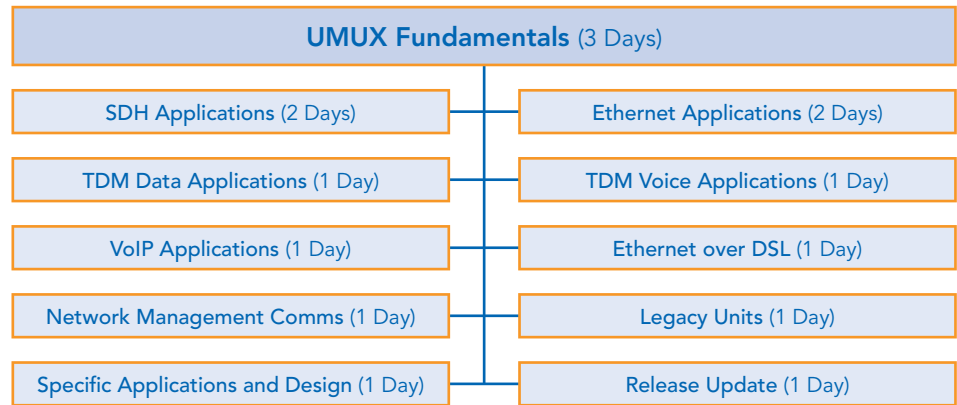 UMUX Fundamentals (3 Days)
SDH Applications (2 Days)
Ethernet Applications (2 Days)
TDM Data Applications (1 Day)
TDM Voice Applications (1 Day)
VoIP Applications (1 Day)
Ethernet over DSL (1 Day)
Network Management Comms (1 Day)
Legacy Units (1 Day)
Specific Applications and Design (1 Day)
Release Update (1 Day)